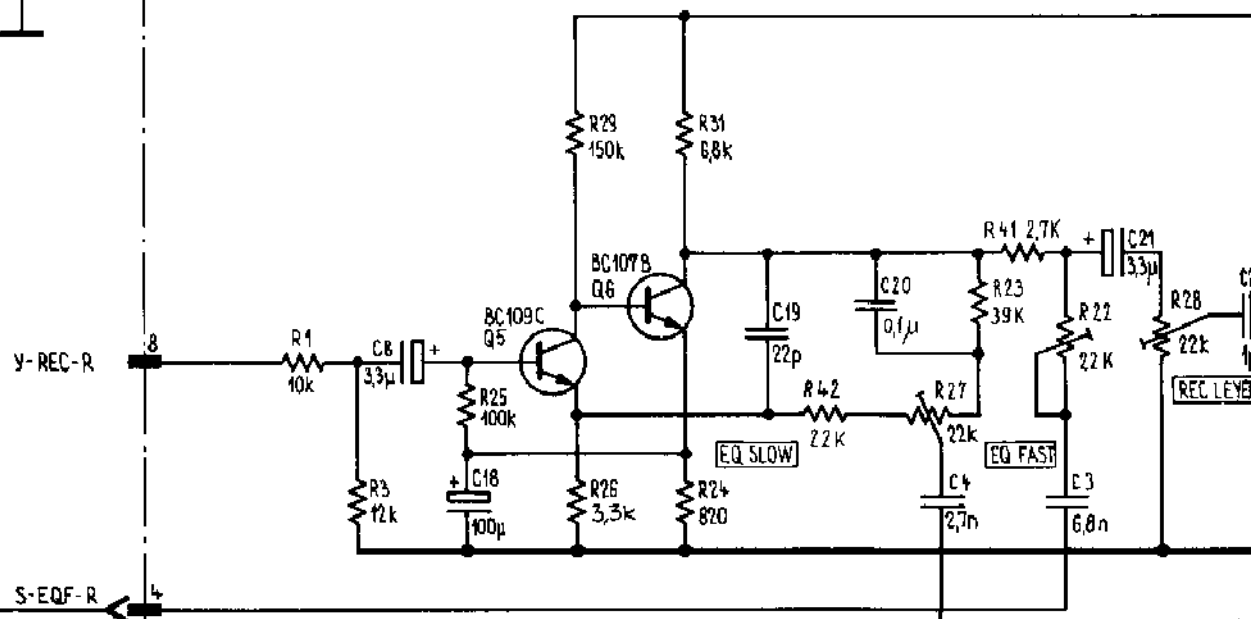 R29
150k
R31
6,8k
R41 2,7K
+
C21
3,3µ
BC107B
Q6
C20
0,1µ
R23
39K
R22
22K
R28
22k
BC109C
Q5
C19
22p
Y-REC-R
8
R1
10k
C8
+
3,3µ
REC LEVE
R25
100k
R42
22K
R27
22k
EQ SLOW
EQ FAST
R3
12k
+
C18
100µ
R26
3,3k
R24
820
C4
2,7n
C3
6,8n
S-EQF-R
4